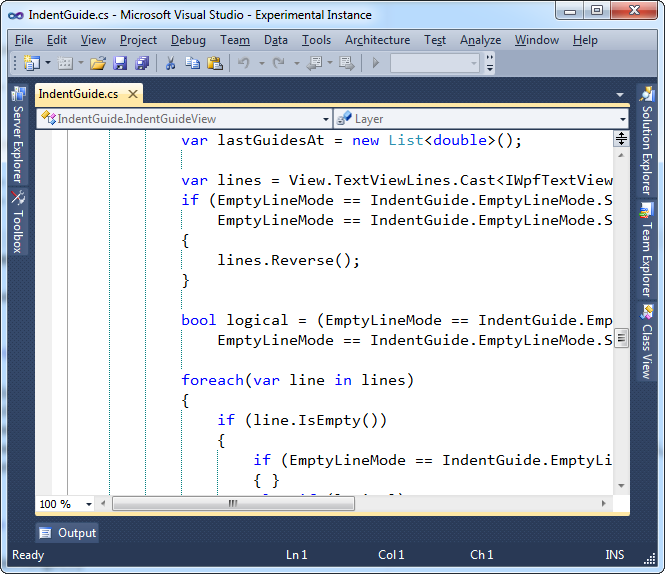 IndentGuide.cs - Microsoft Visual Studio - Experimental Instance
File Edit View Project Debug Team Data Tools Architecture Test Analyze Window Help
IndentGuide.cs
IndentGuide.IndentGuideView
Layer
var lastGuidesAt = new List<double>();
var lines = View.TextViewLines.Cast<IWpfTextView
if (EmptyLineMode == IndentGuide.EmptyLineMode.S
EmptyLineMode == IndentGuide.EmptyLineMode.S
{
lines.Reverse();
}
bool logical = (EmptyLineMode == IndentGuide.Emp
EmptyLineMode == IndentGuide.EmptyLineMode.S
foreach(var line in lines)
{
if (line.IsEmpty())
{
if (EmptyLineMode == IndentGuide.EmptyLi
{ }
100 %
Server Explorer
Toolbox
Solution Explorer
Team Explorer
Class View
Output
Ready Ln 1 Col 1 Ch 1 INS